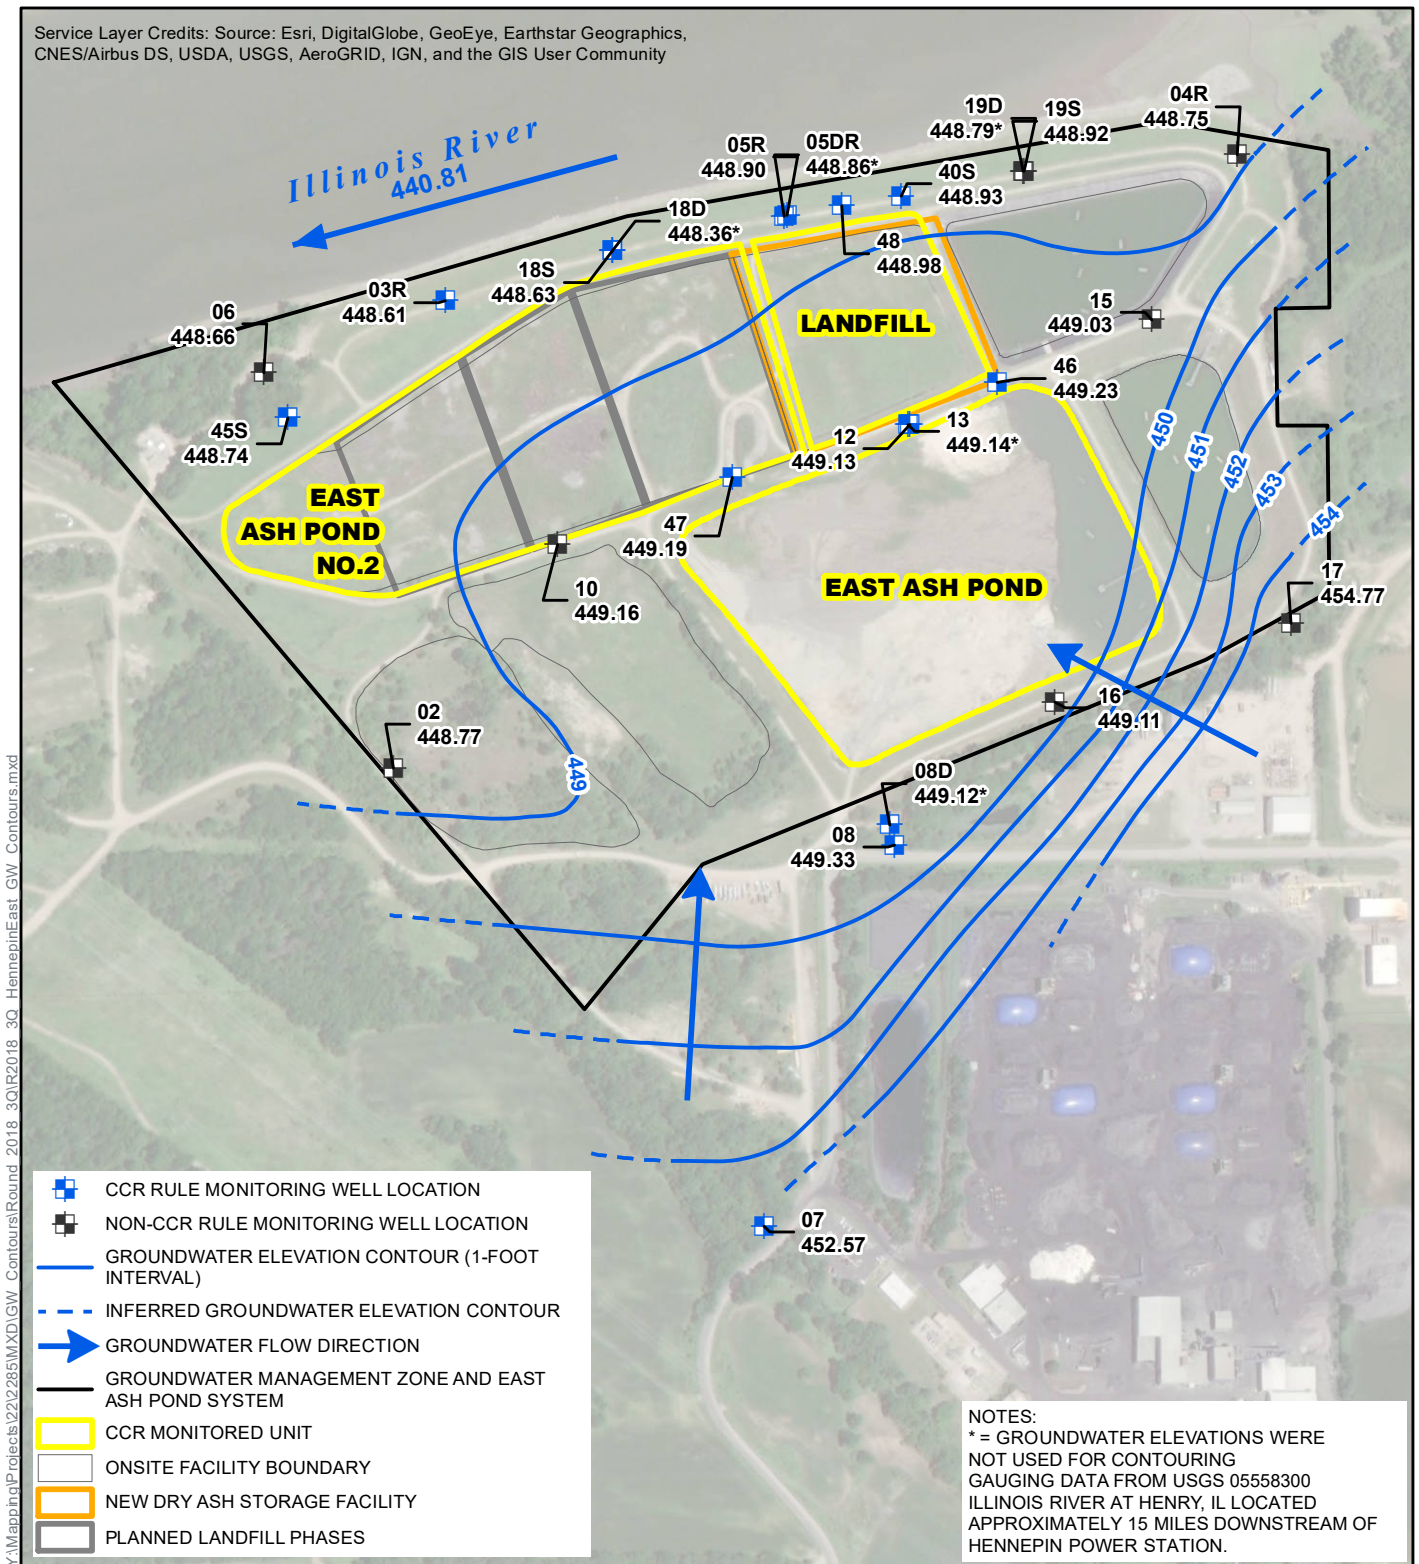 Service Layer Credits: Source: Esri, DigitalGlobe, GeoEye, Earthstar Geographics,
CNES/Airbus DS, USDA, USGS, AeroGRID, IGN, and the GIS User Community
Illinois River
440.81
04R
448.75
19D
448.79*
19S
448.92
05R
448.90
05DR
448.86*
40S
448.93
18D
448.36*
48
448.98
18S
448.63
03R
448.61
06
448.66
15
449.03
LANDFILL
46
449.23
45S
448.74
13
449.14*
12
449.13
450
451
452
453
454
EAST
ASH POND
NO.2
47
449.19
EAST ASH POND
10
449.16
17
454.77
16
449.11
02
448.77
449
08D
449.12*
08
449.33
07
452.57
CCR RULE MONITORING WELL LOCATION
NON-CCR RULE MONITORING WELL LOCATION
GROUNDWATER ELEVATION CONTOUR (1-FOOT
INTERVAL)
INFERRED GROUNDWATER ELEVATION CONTOUR
GROUNDWATER FLOW DIRECTION
GROUNDWATER MANAGEMENT ZONE AND EAST
ASH POND SYSTEM
CCR MONITORED UNIT
ONSITE FACILITY BOUNDARY
NEW DRY ASH STORAGE FACILITY
PLANNED LANDFILL PHASES
NOTES:
* = GROUNDWATER ELEVATIONS WERE
NOT USED FOR CONTOURING
GAUGING DATA FROM USGS 05558300
ILLINOIS RIVER AT HENRY, IL LOCATED
APPROXIMATELY 15 MILES DOWNSTREAM OF
HENNEPIN POWER STATION.
Y:\Mapping\Projects\22\2285\MXD\GW_Contours\Round_2018_3Q\R2018_3Q_HennepinEast_GW_Contours.mxd